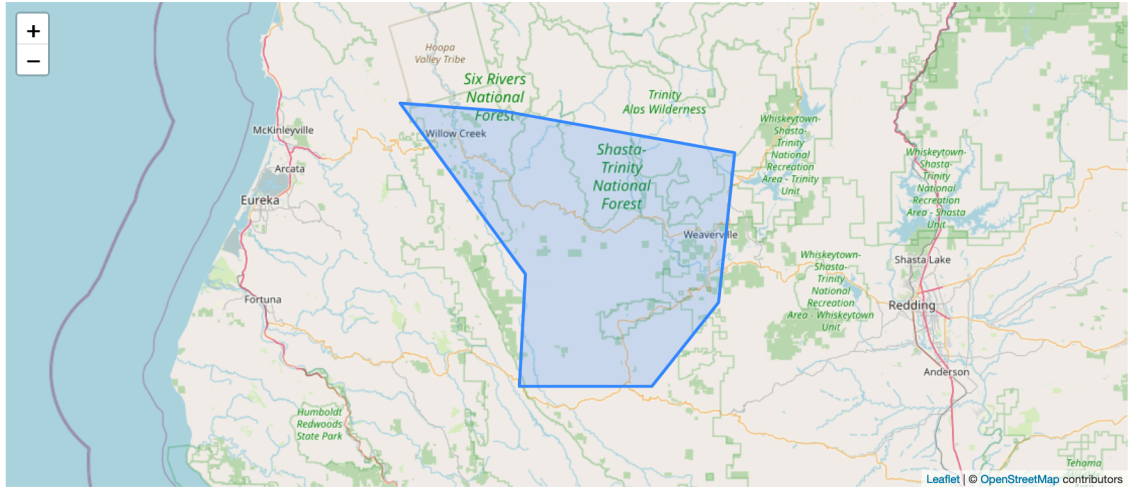 +
−
Hoopa
Valley Tribe
Six Rivers
National
Forest
Trinity
Alps Wilderness
McKinleyville
Willow Creek
Whiskeytown-
Shasta-
Trinity
National
Recreation
Area - Trinity
Unit
Arcata
Shasta-
Trinity
National
Forest
Whiskeytown-
Shasta-
Trinity
National
Recreation
Area - Shasta
Unit
Eureka
Weaverville
Shasta Lake
Whiskeytown-
Shasta-
Trinity
National
Recreation
Area - Whiskeytown
Unit
Fortuna
Redding
Anderson
Humboldt
Redwoods
State Park
Tehama
Leaflet | © OpenStreetMap contributors